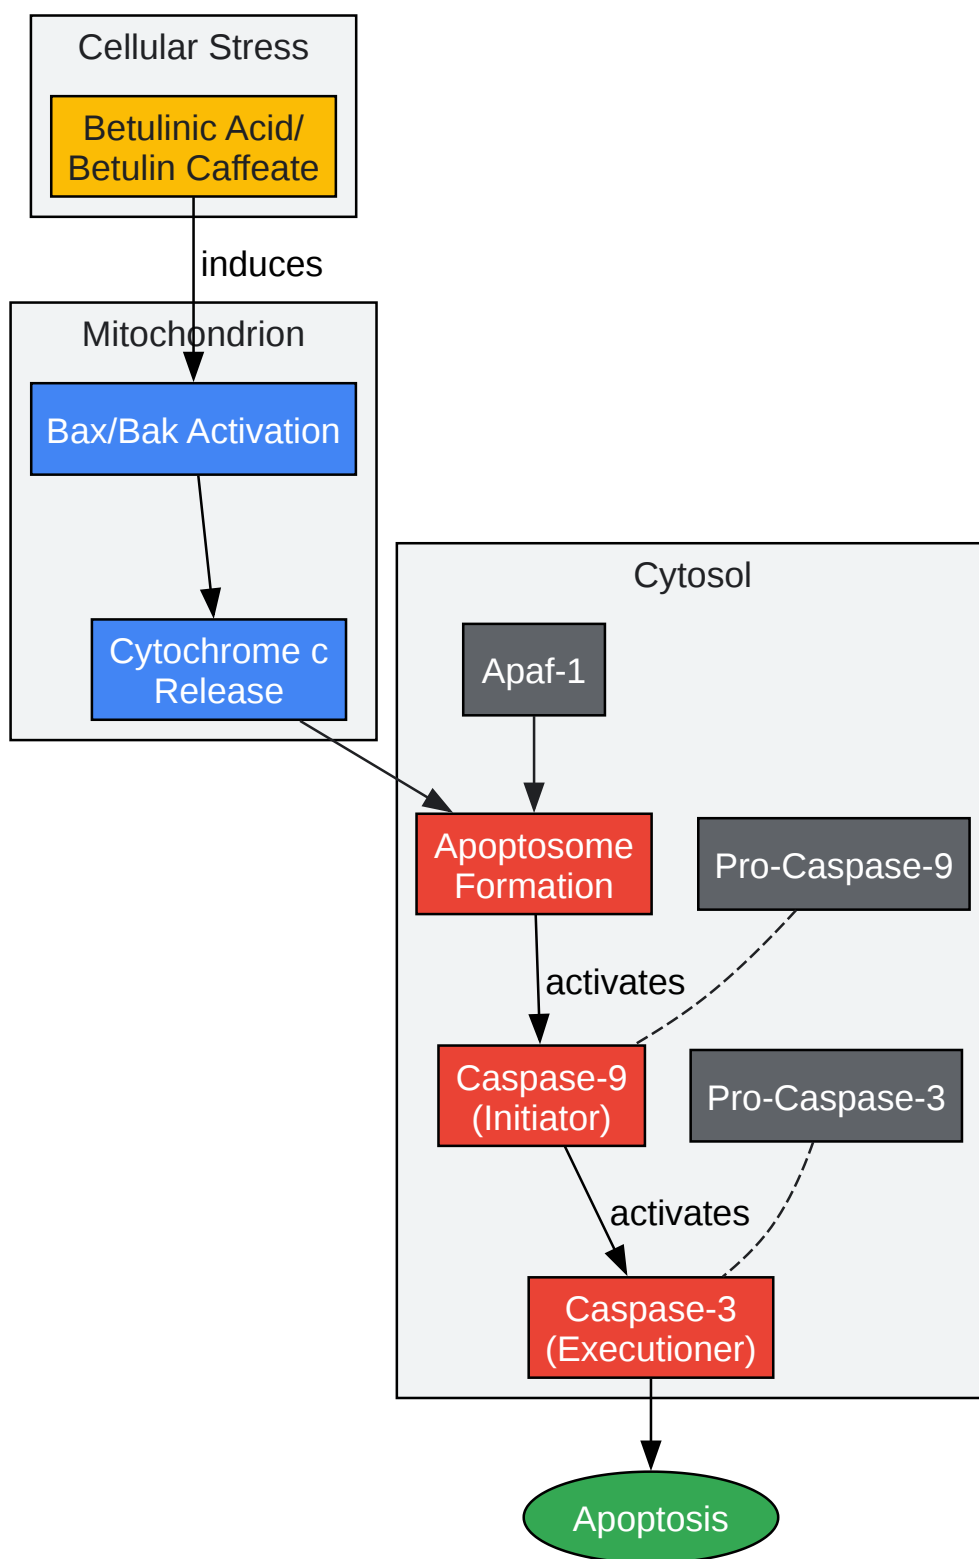 Cellular Stress
Betulinic Acid/
Betulin Caffeate
induces
Mitochondrion
Bax/Bak Activation
Cytochrome c
Release
Cytosol
Apaf-1
Apoptosome
Formation
Pro-Caspase-9
activates
Caspase-9
(Initiator)
Pro-Caspase-3
activates
Caspase-3
(Executioner)
Apoptosis